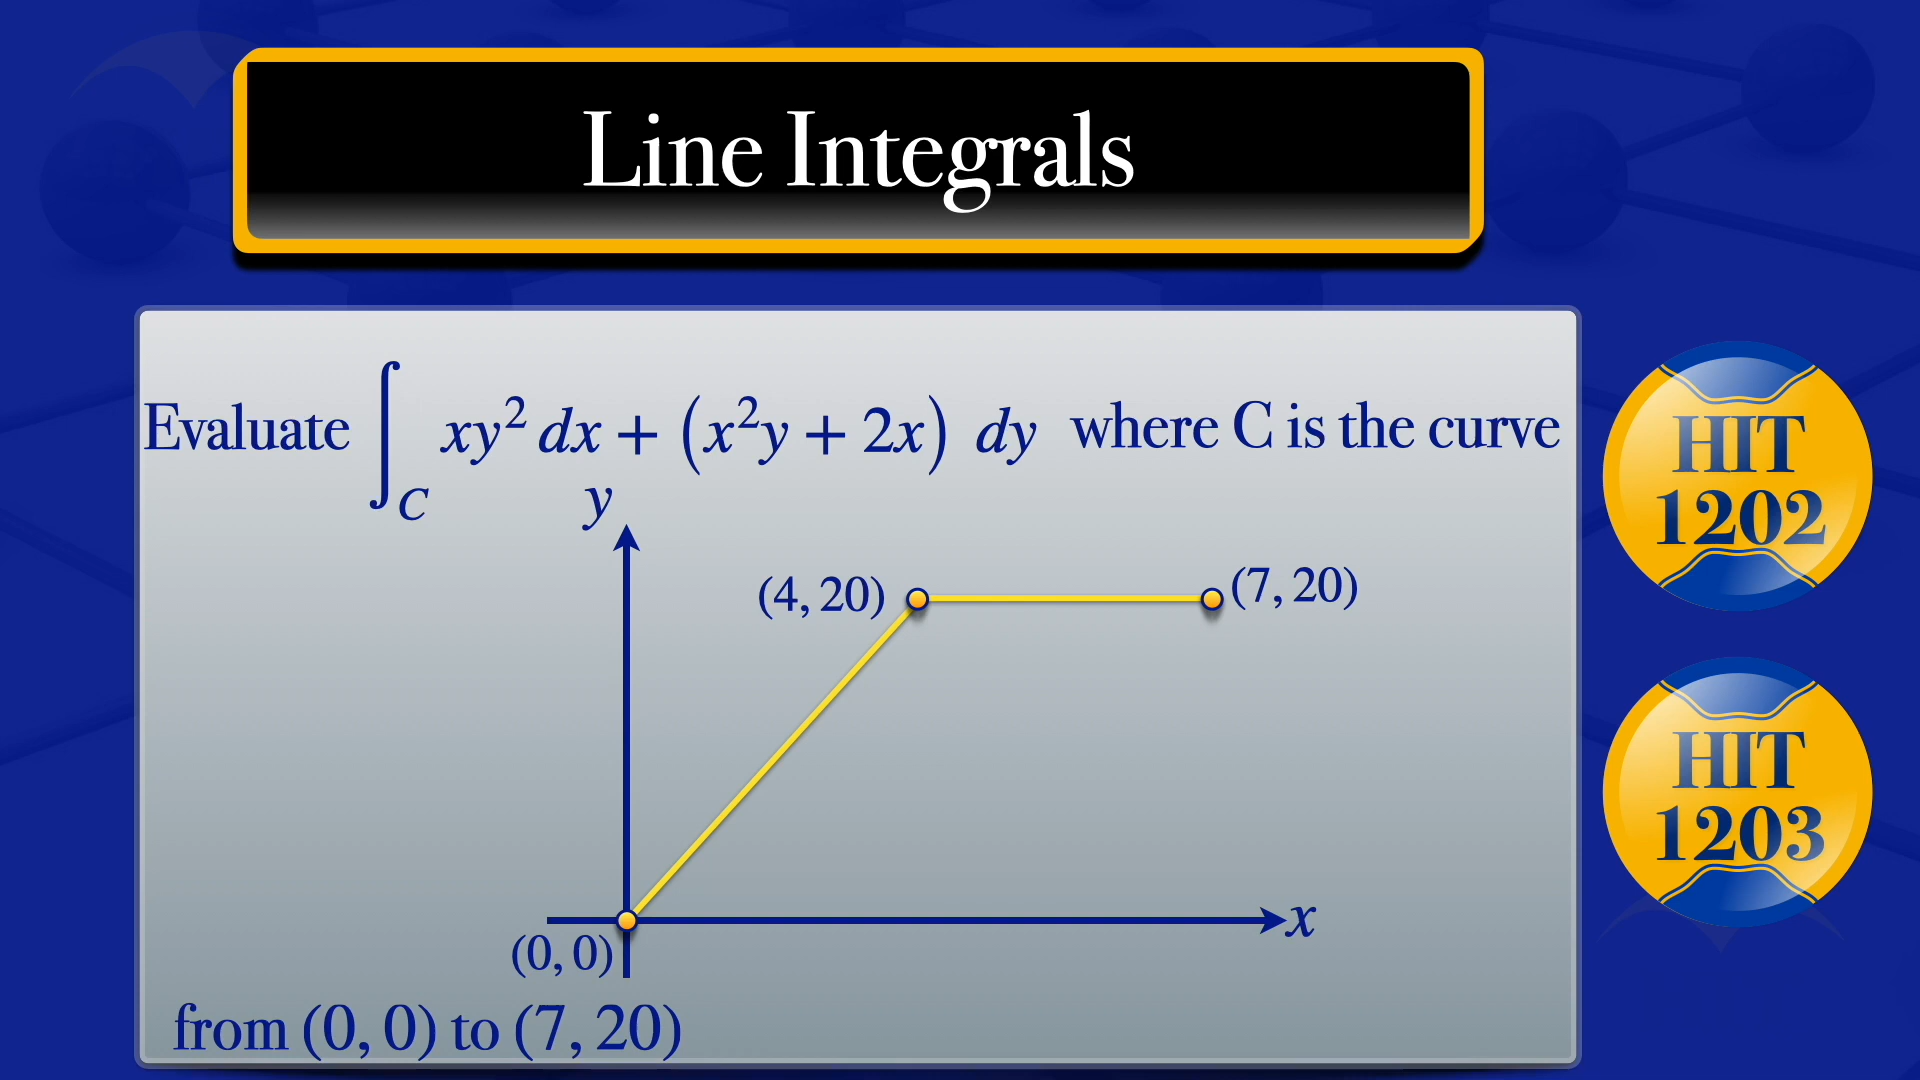 Line Integrals
Evaluate ∫_C xy² dx + (x²y + 2x) dy where C is the curve
y
(4, 20)
(7, 20)
x
(0, 0)
from (0, 0) to (7, 20)
HIT
1202
HIT
1203